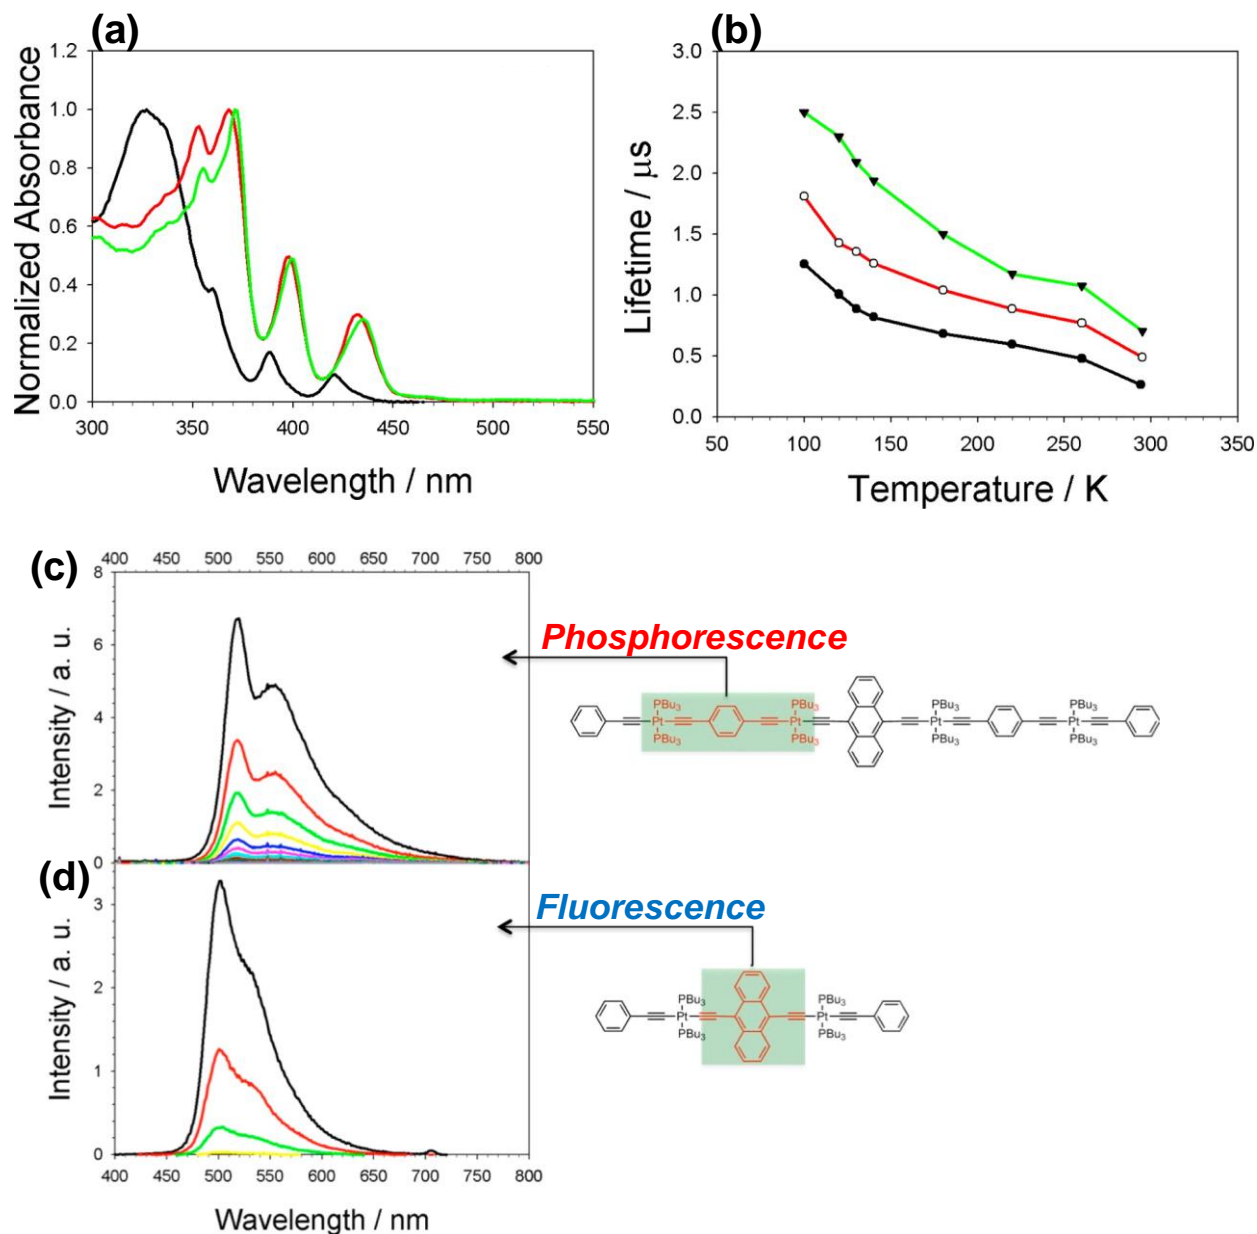 (a)
Normalized Absorbance
1.2
1.0
0.8
0.6
0.4
0.2
0.0
300 350 400 450 500 550
Wavelength / nm
(b)
Lifetime / μs
3.0
2.5
2.0
1.5
1.0
0.5
0.0
50 100 150 200 250 300 350
Temperature / K
(c)
400 450 500 550 600 650 700 750 800
Intensity / a. u.
8
6
4
2
0
Phosphorescence
PBu3 PBu3 PBu3 PBu3
Pt Pt Pt Pt
PBu3 PBu3 PBu3 PBu3
(d)
Intensity / a. u.
3
2
1
0
400 450 500 550 600 650 700 750 800
Wavelength / nm
Fluorescence
PBu3 PBu3
Pt Pt
PBu3 PBu3